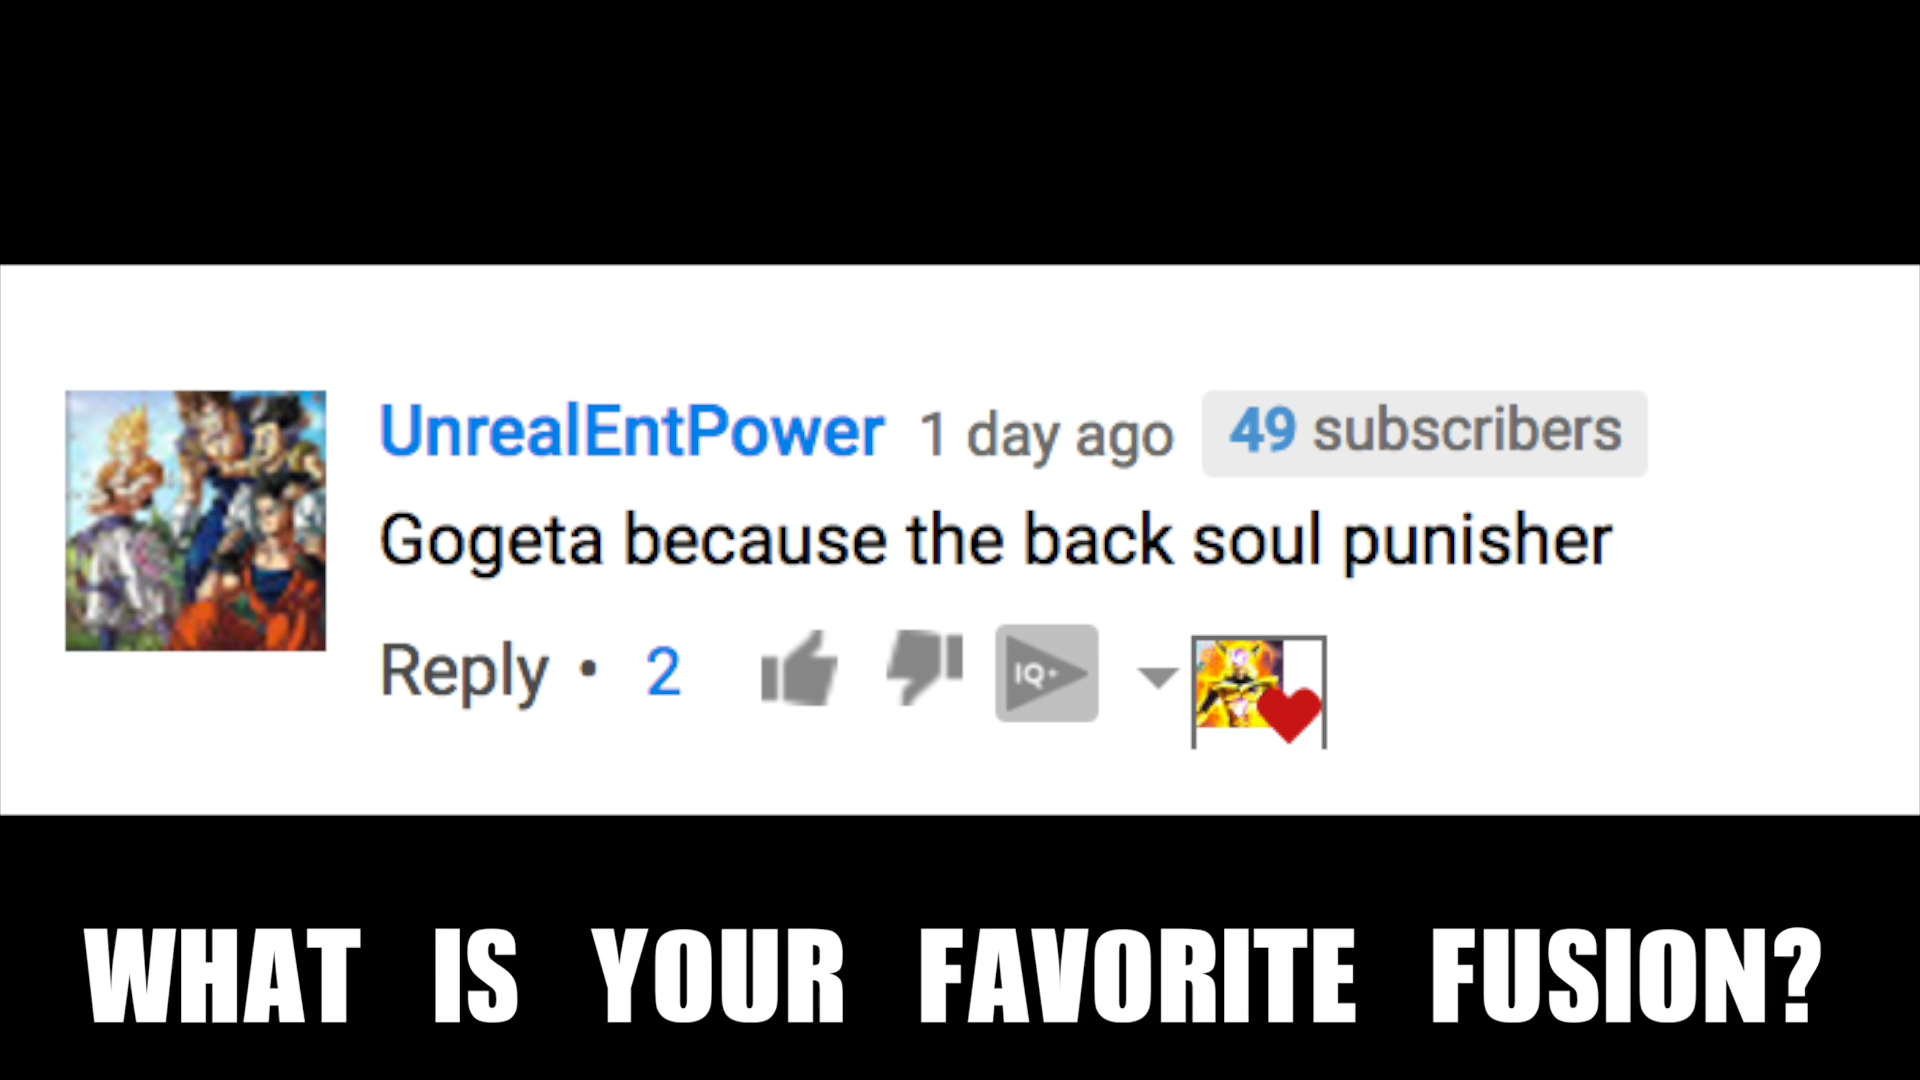 UnrealEntPower 1 day ago 49 subscribers
Gogeta because the back soul punisher
Reply • 2 IQ+
WHAT IS YOUR FAVORITE FUSION?